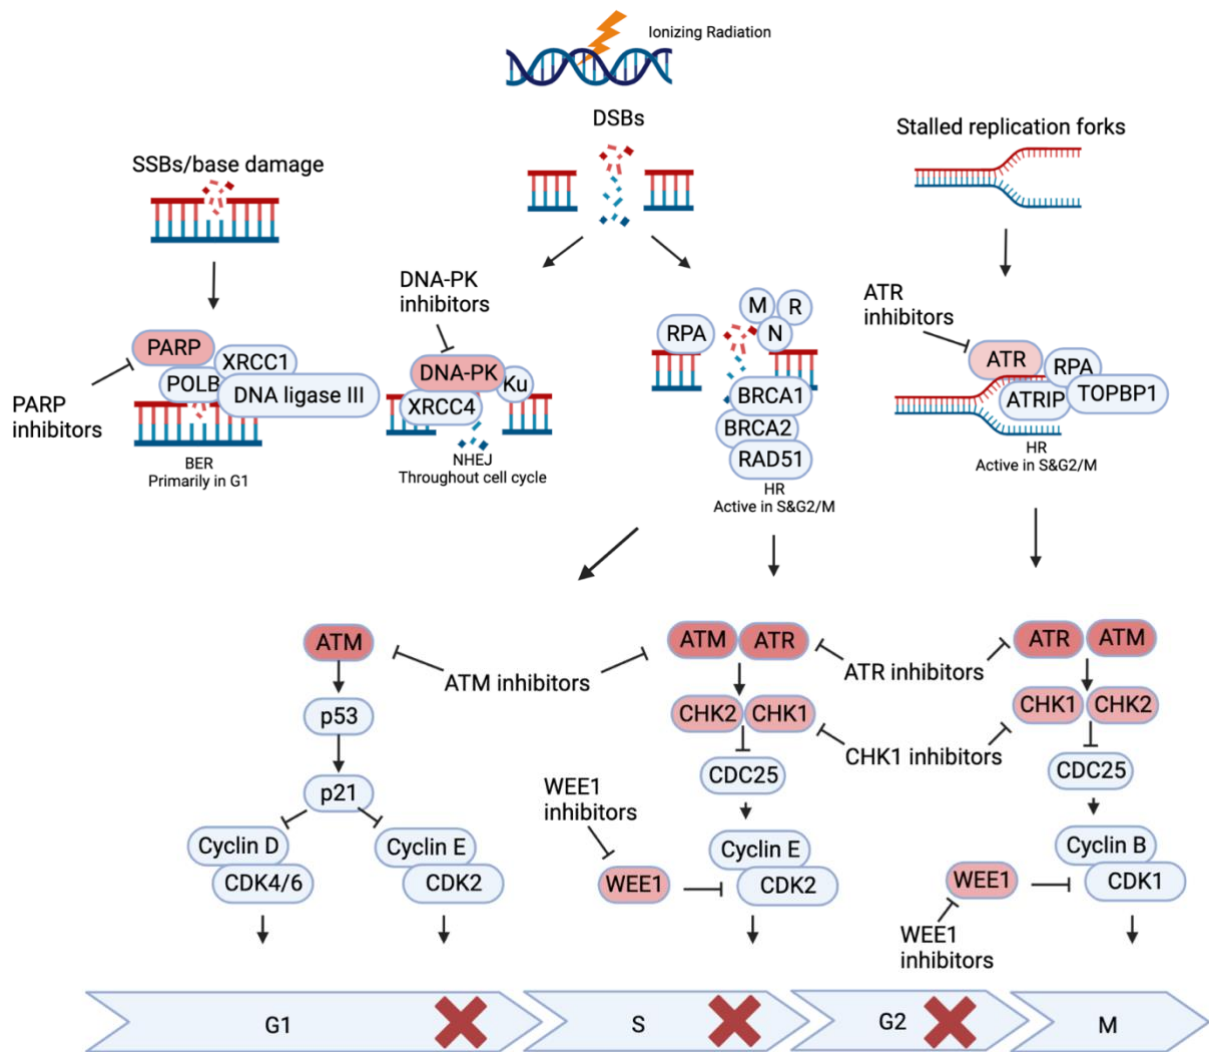 Ionizing Radiation
DSBs
Stalled replication forks
SSBs/base damage
DNA-PK
inhibitors
ATR
inhibitors
PARP
inhibitors
PARP
XRCC1
POLB
DNA ligase III
BER
Primarily in G1
DNA-PK
Ku
XRCC4
NHEJ
Throughout cell cycle
RPA
M
R
N
BRCA1
BRCA2
RAD51
HR
Active in S&G2/M
ATR
RPA
ATRIP
TOPBP1
HR
Active in S&G2/M
ATM
p53
p21
Cyclin D
CDK4/6
Cyclin E
CDK2
ATM inhibitors
ATM
ATR
CHK2
CHK1
CDC25
WEE1
inhibitors
WEE1
Cyclin E
CDK2
ATR inhibitors
CHK1 inhibitors
ATR
ATM
CHK1
CHK2
CDC25
Cyclin B
CDK1
WEE1
WEE1
inhibitors
G1
S
G2
M